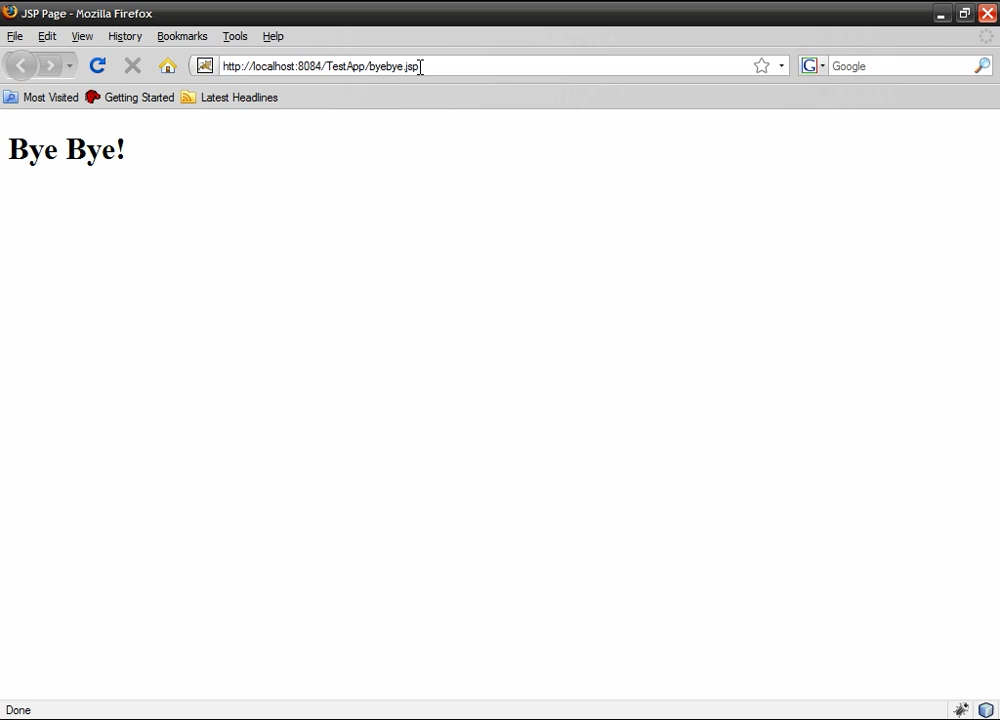 JSP Page - Mozilla Firefox
File Edit View History Bookmarks Tools Help
http://localhost:8084/TestApp/byebye.jsp G Google
Most Visited Getting Started Latest Headlines
Bye Bye!
Done